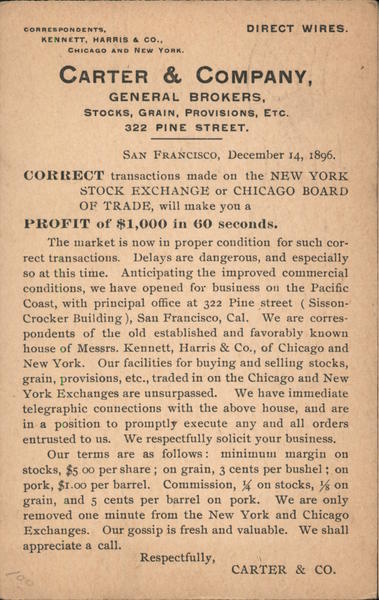 CORRESPONDENTS,
KENNETT, HARRIS & CO.,
CHICAGO AND NEW YORK.
DIRECT WIRES.
CARTER & COMPANY,
GENERAL BROKERS,
STOCKS, GRAIN, PROVISIONS, ETC.
322 PINE STREET.
SAN FRANCISCO, December 14, 1896.
CORRECT transactions made on the NEW YORK
STOCK EXCHANGE or CHICAGO BOARD
OF TRADE, will make you a
PROFIT of $1,000 in 60 seconds.
The market is now in proper condition for such cor-
rect transactions. Delays are dangerous, and especially
so at this time. Anticipating the improved commercial
conditions, we have opened for business on the Pacific
Coast, with principal office at 322 Pine street (Sisson-
Crocker Building), San Francisco, Cal. We are corres-
pondents of the old established and favorably known
house of Messrs. Kennett, Harris & Co., of Chicago and
New York. Our facilities for buying and selling stocks,
grain, provisions, etc., traded in on the Chicago and New
York Exchanges are unsurpassed. We have immediate
telegraphic connections with the above house, and are
in a position to promptly execute any and all orders
entrusted to us. We respectfully solicit your business.
Our terms are as follows: minimum margin on
stocks, $5 00 per share; on grain, 3 cents per bushel; on
pork, $1.00 per barrel. Commission, ¼ on stocks, ⅛ on
grain, and 5 cents per barrel on pork. We are only
removed one minute from the New York and Chicago
Exchanges. Our gossip is fresh and valuable. We shall
appreciate a call.
Respectfully,
CARTER & CO.
100